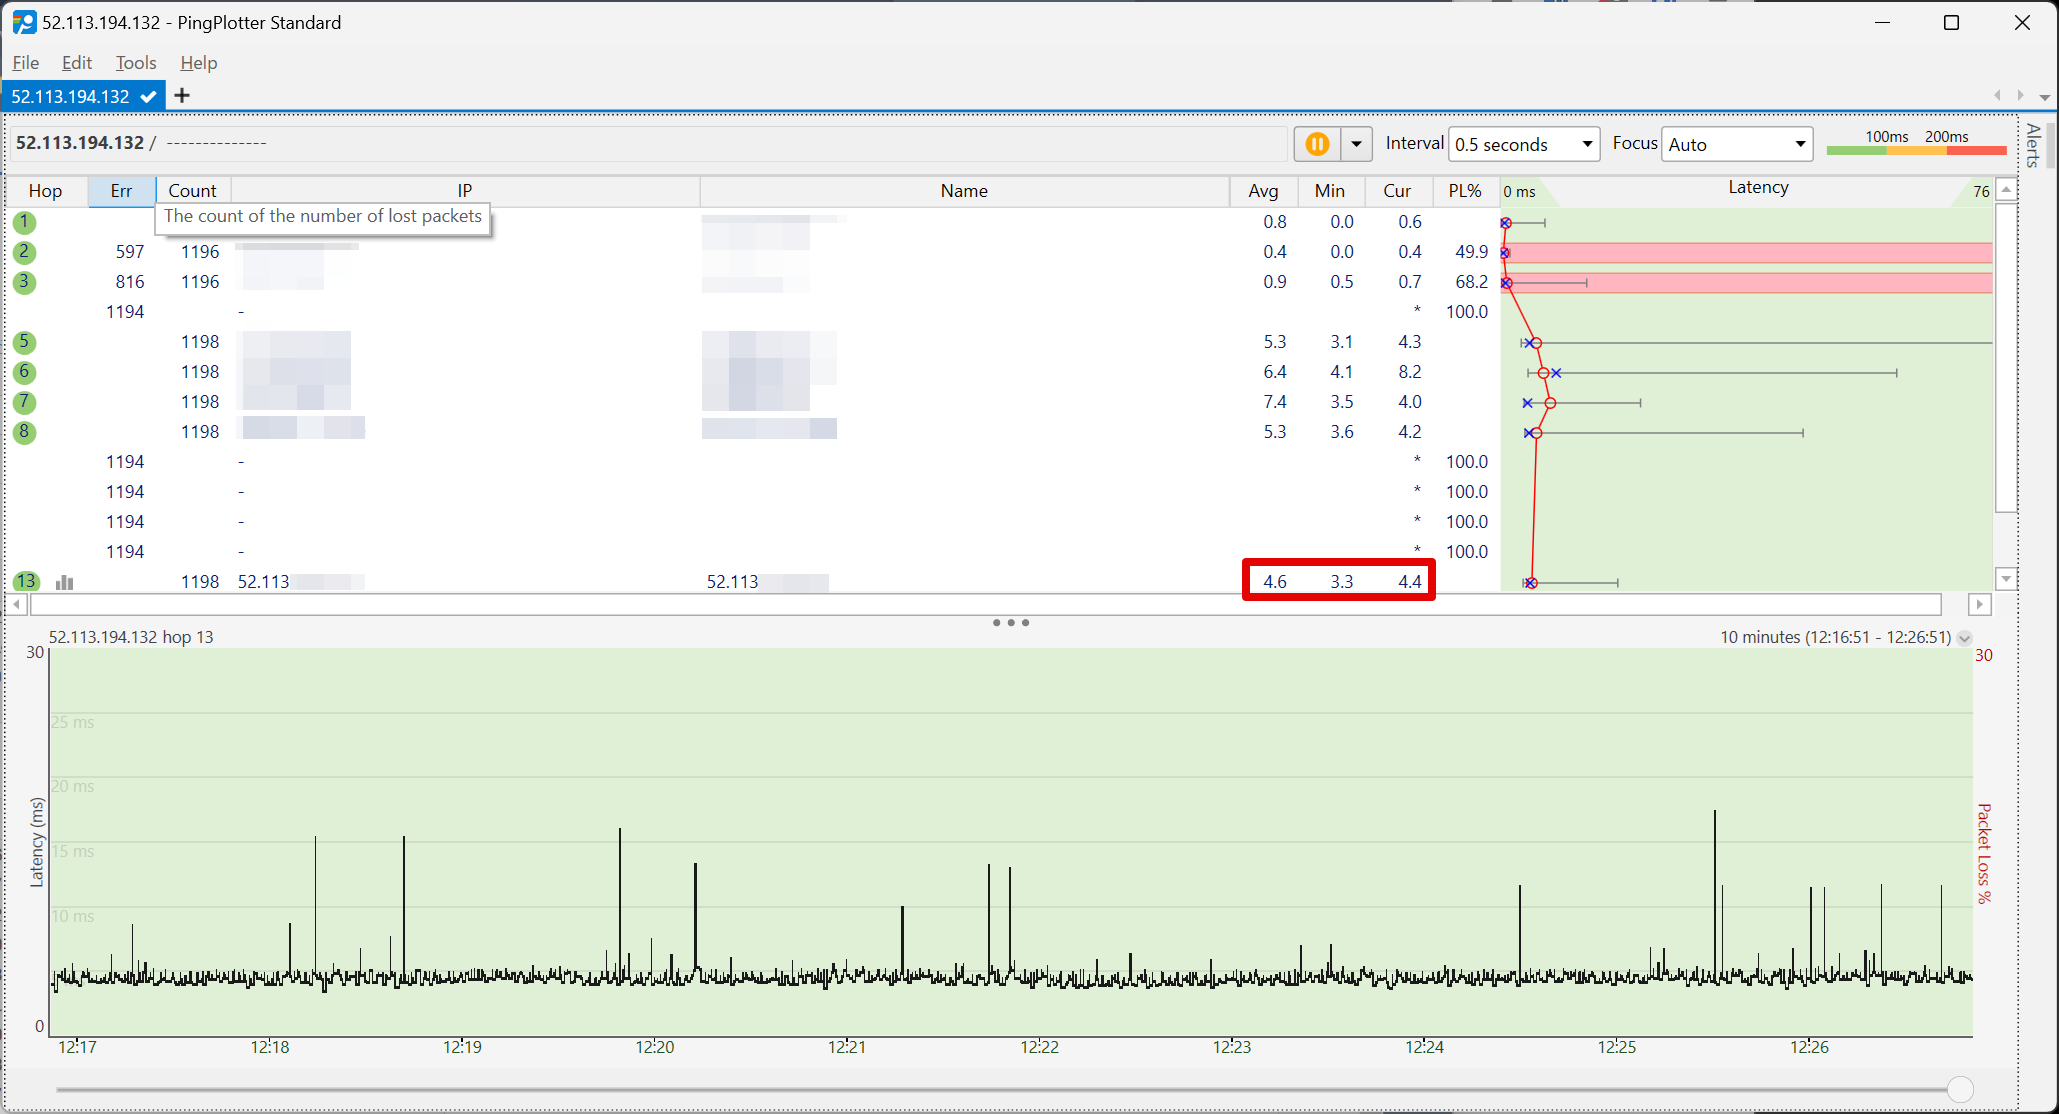 52.113.194.132 - PingPlotter Standard
File Edit Tools Help
52.113.194.132 +
52.113.194.132 / --------------
Interval 0.5 seconds Focus Auto 100ms 200ms
Alerts
Hop Err Count IP Name Avg Min Cur PL% 0 ms Latency 76
The count of the number of lost packets
1 0.8 0.0 0.6
2 597 1196 0.4 0.0 0.4 49.9
3 816 1196 0.9 0.5 0.7 68.2
1194 - * 100.0
5 1198 5.3 3.1 4.3
6 1198 6.4 4.1 8.2
7 1198 7.4 3.5 4.0
8 1198 5.3 3.6 4.2
1194 - * 100.0
1194 - * 100.0
1194 - * 100.0
1194 - * 100.0
13 1198 52.113 52.113 4.6 3.3 4.4
52.113.194.132 hop 13 10 minutes (12:16:51 - 12:26:51)
30 30
25 ms
20 ms
15 ms
10 ms
0
Latency (ms)
Packet Loss %
12:17 12:18 12:19 12:20 12:21 12:22 12:23 12:24 12:25 12:26